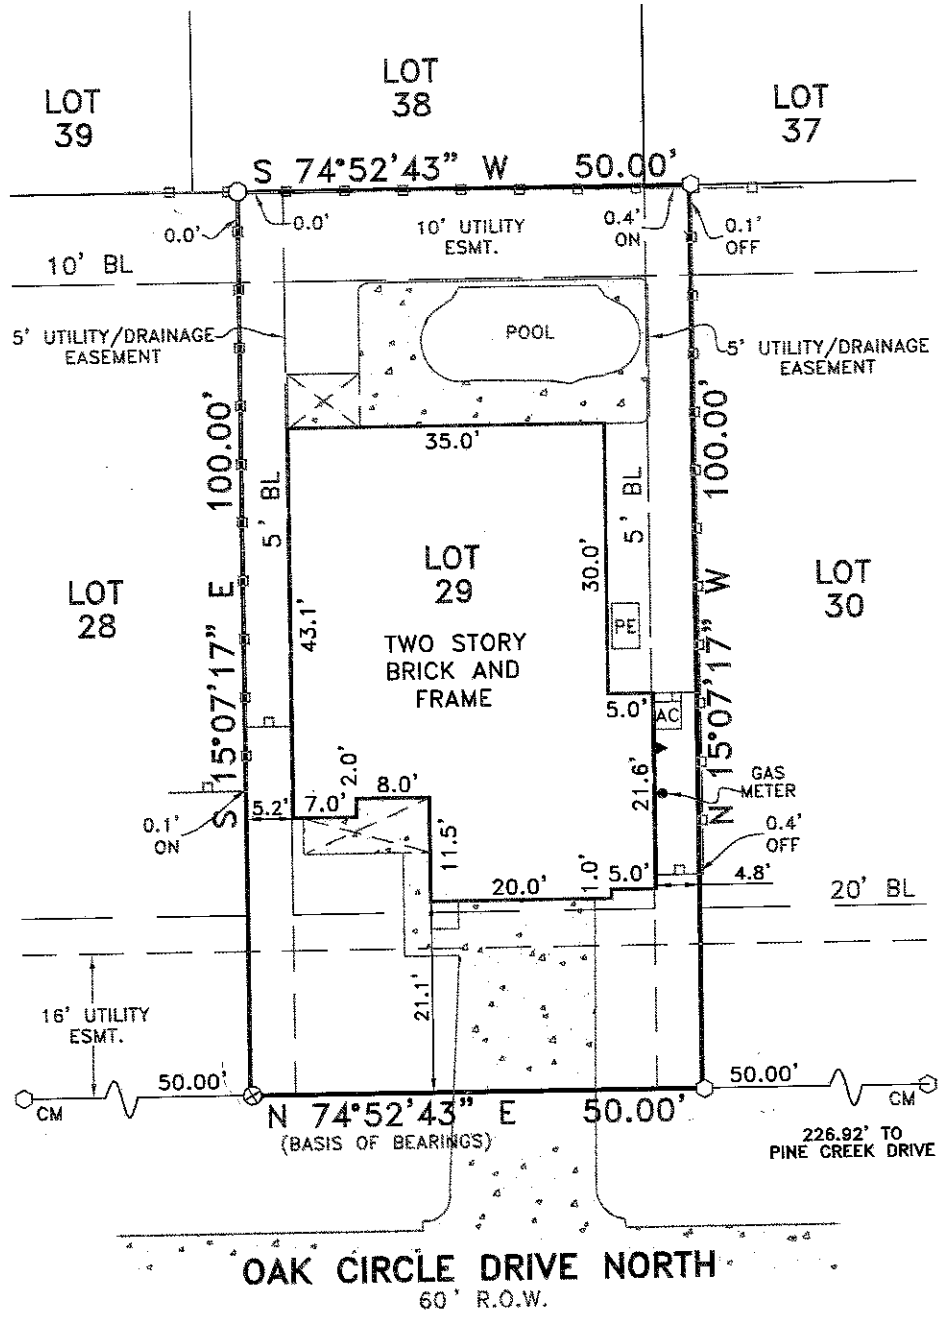 LOT
39
LOT
38
LOT
37
S 74°52'43" W 50.00'
0.0'
0.0'
10' UTILITY
ESMT.
0.4'
ON
0.1'
OFF
10' BL
5' UTILITY/DRAINAGE
EASEMENT
POOL
5' UTILITY/DRAINAGE
EASEMENT
35.0'
S 15°07'17" E 100.00'
5' BL
5' BL
N 15°07'17" W 100.00'
LOT
28
LOT
29
LOT
30
30.0'
43.1'
TWO STORY
BRICK AND
FRAME
PE
5.0'
AC
2.0'
8.0'
21.6'
GAS
METER
5.2'
7.0'
0.1'
ON
11.5'
0.4'
OFF
20.0'
1.0'
5.0'
4.8'
20' BL
16' UTILITY
ESMT.
21.1'
50.00'
50.00'
CM
CM
N 74°52'43" E 50.00'
(BASIS OF BEARINGS)
226.92' TO
PINE CREEK DRIVE
OAK CIRCLE DRIVE NORTH
60' R.O.W.